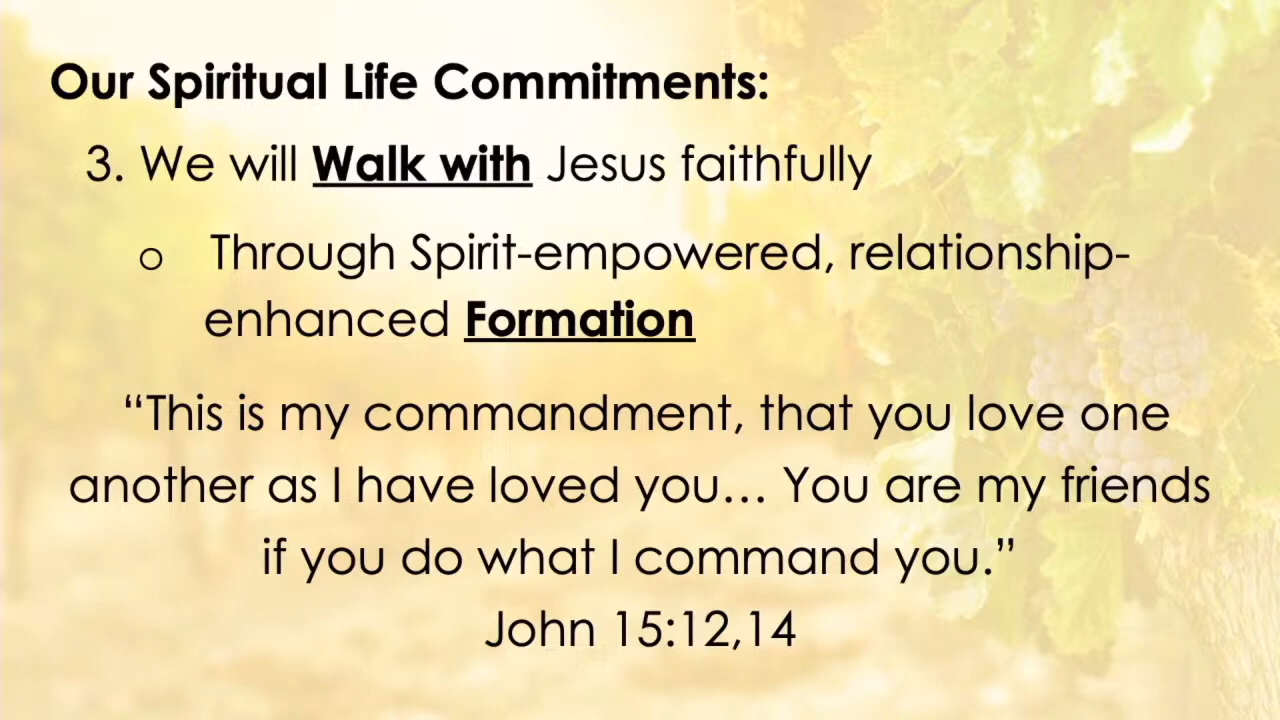 Our Spiritual Life Commitments:
3. We will Walk with Jesus faithfully
o Through Spirit-empowered, relationship-
enhanced Formation
“This is my commandment, that you love one
another as I have loved you… You are my friends
if you do what I command you.”
John 15:12,14